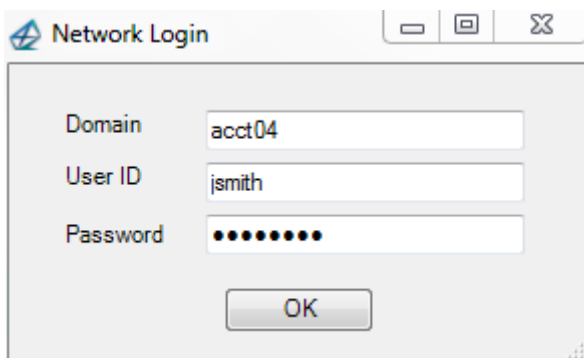 Network Login
Domain acct04
User ID jsmith
Password ●●●●●●●●
OK